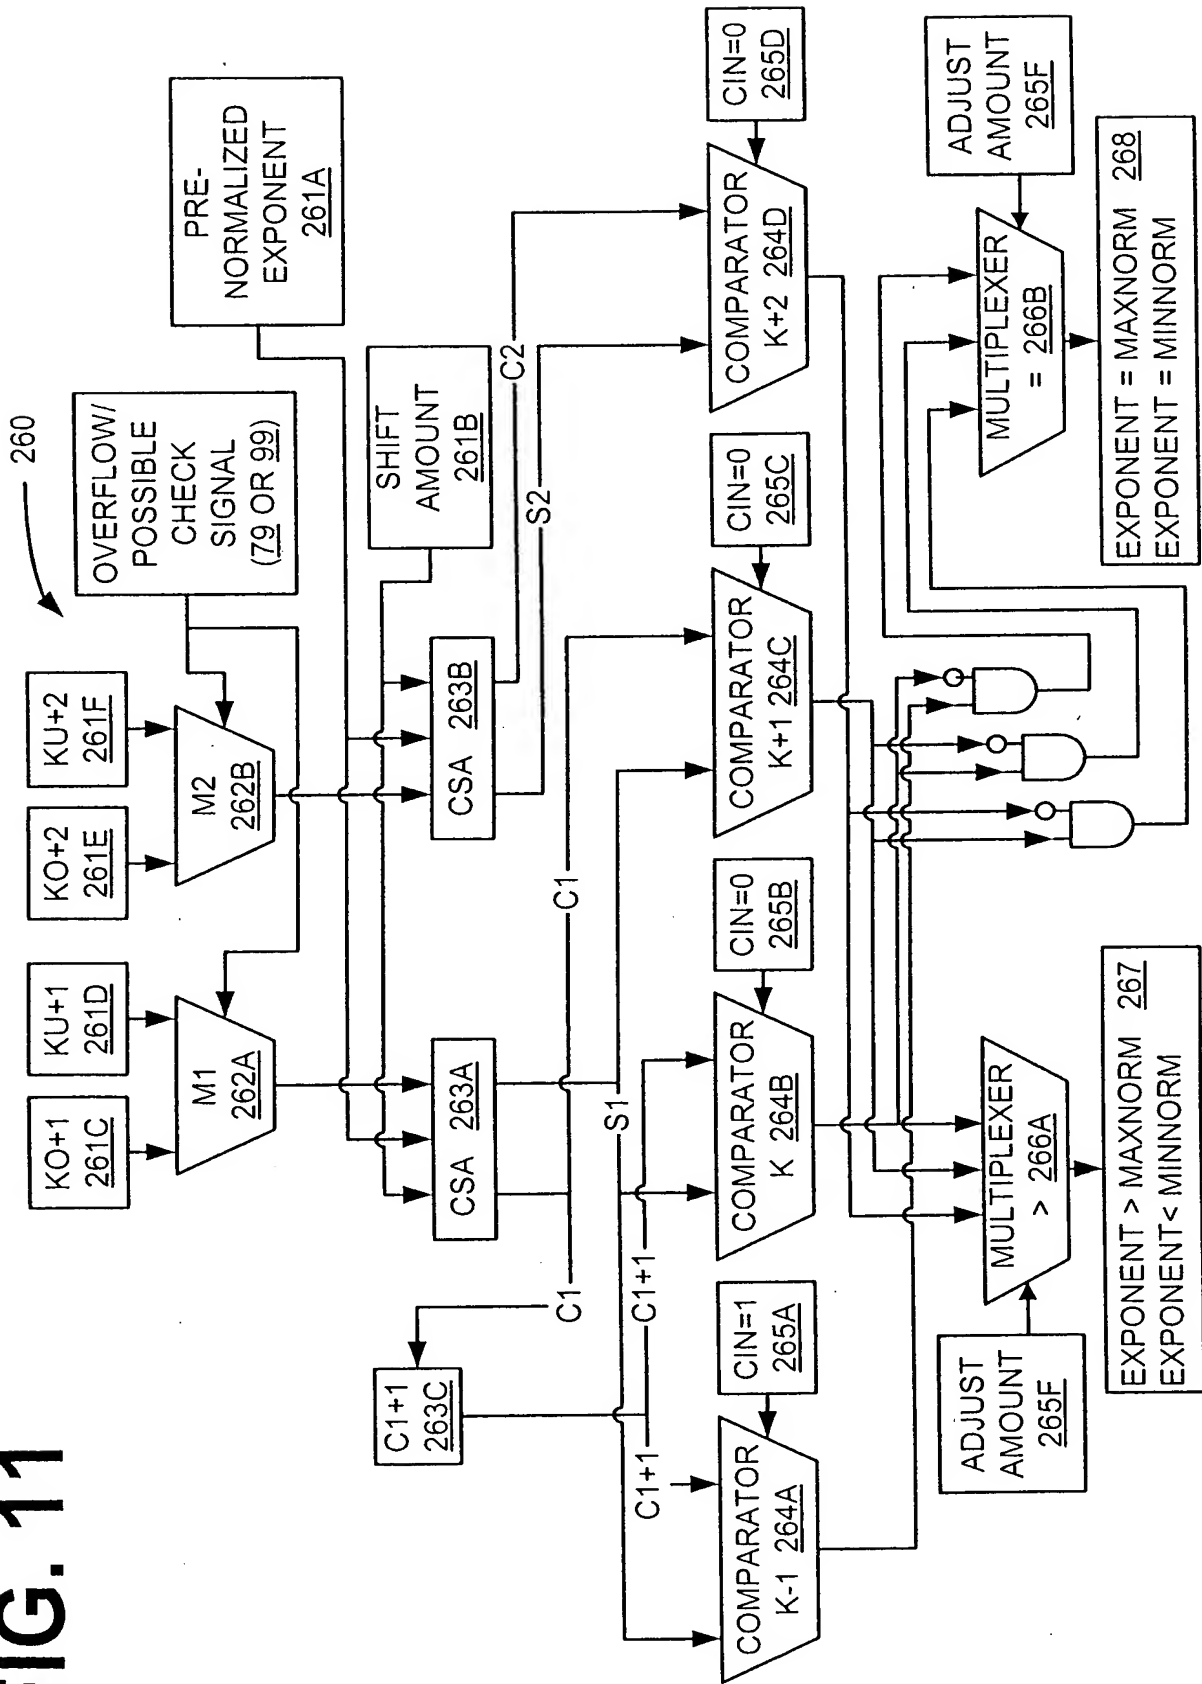 FIG. 11
260
KO+1
261C
KU+1
261D
KO+2
261E
KU+2
261F
OVERFLOW/
POSSIBLE
CHECK
SIGNAL
(79 OR 99)
PRE-
NORMALIZED
EXPONENT
261A
M1
262A
M2
262B
SHIFT
AMOUNT
261B
C1+1
263C
CSA 263A
CSA 263B
C1
C1
S1
S2
C2
C1+1
C1+1
CIN=1
265A
CIN=0
265B
CIN=0
265C
CIN=0
265D
COMPARATOR
K-1 264A
COMPARATOR
K 264B
COMPARATOR
K+1 264C
COMPARATOR
K+2 264D
ADJUST
AMOUNT
265F
MULTIPLEXER
> 266A
MULTIPLEXER
= 266B
ADJUST
AMOUNT
265F
EXPONENT > MAXNORM 267
EXPONENT< MINNORM
EXPONENT = MAXNORM 268
EXPONENT = MINNORM